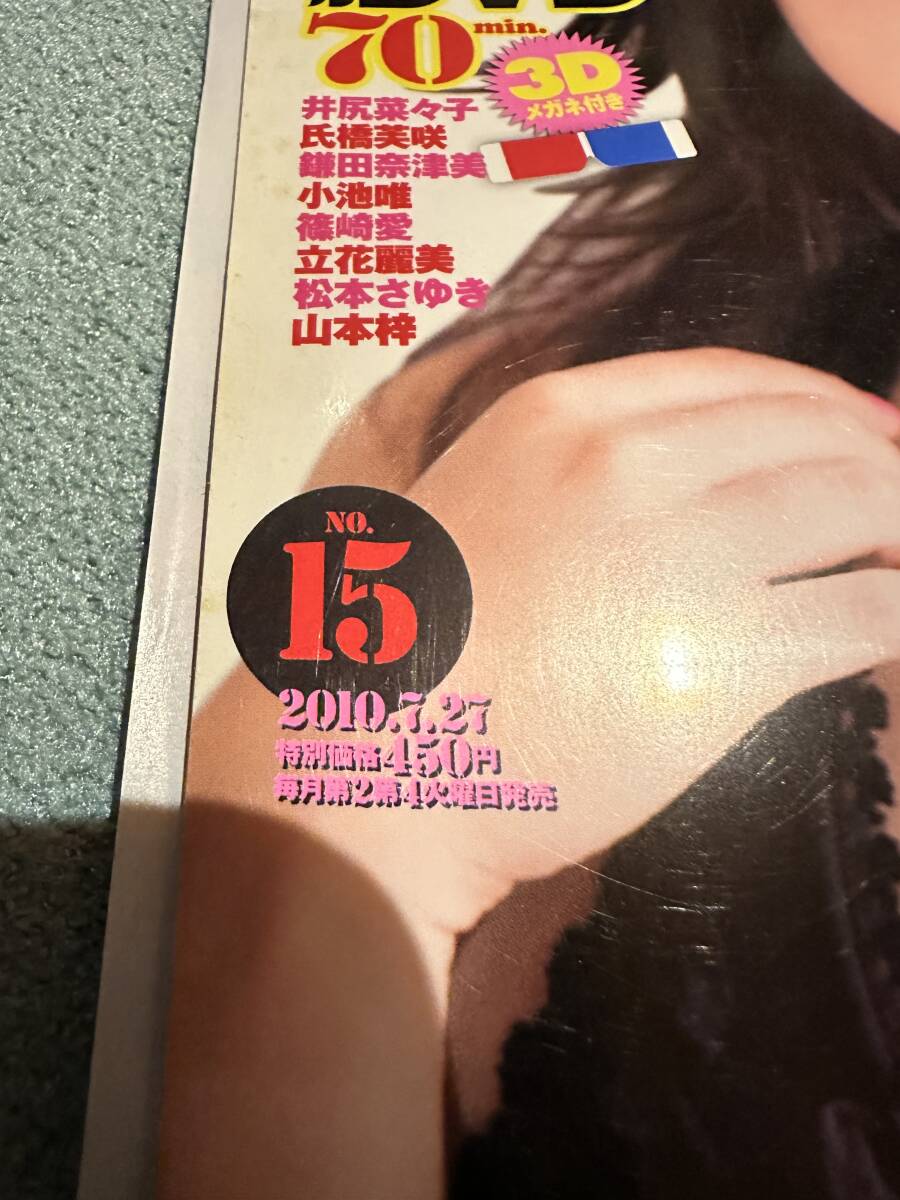 DVD
70 min.
3D
メガネ付き
井尻菜々子
氏橋美咲
鎌田奈津美
小池唯
篠崎愛
立花麗美
松本さゆき
山本梓
NO.
15
2010.7.27
特別価格450円
毎月第2第4火曜日発売